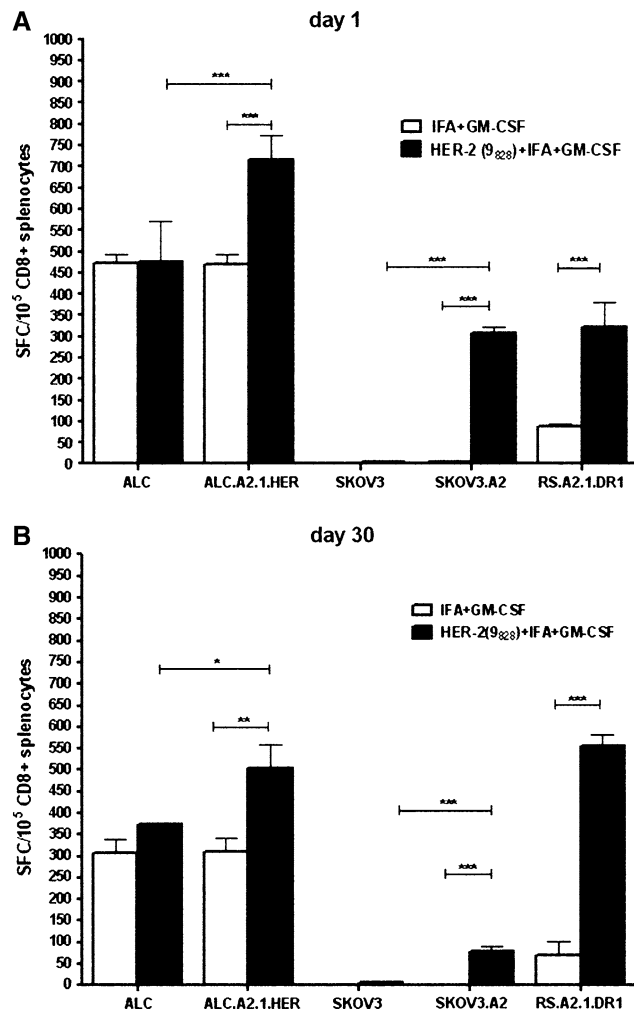 A
day 1
1000
950
900
850
800
750
700
650
600
550
500
450
400
350
300
250
200
150
100
50
0
SFC/10⁵ CD8+ splenocytes
***
***
***
***
***
IFA+GM-CSF
HER-2 (9₈₂₈)+IFA+GM-CSF
ALC
ALC.A2.1.HER
SKOV3
SKOV3.A2
RS.A2.1.DR1
B
day 30
1000
950
900
850
800
750
700
650
600
550
500
450
400
350
300
250
200
150
100
50
0
SFC/10⁵ CD8+ splenocytes
*
**
***
***
***
IFA+GM-CSF
HER-2(9₈₂₈)+IFA+GM-CSF
ALC
ALC.A2.1.HER
SKOV3
SKOV3.A2
RS.A2.1.DR1